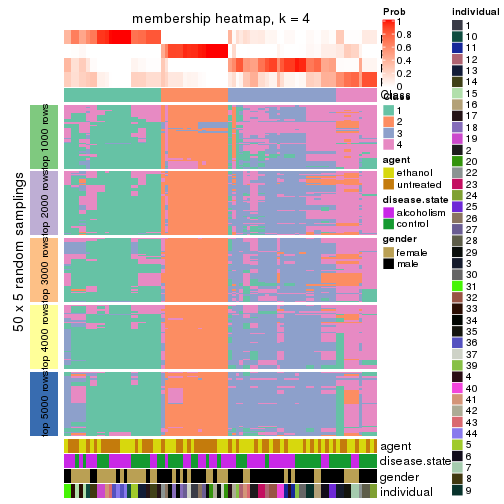 membership heatmap, k = 4
Prob
1
0.8
0.6
0.4
0.2
0
Class
1
2
3
4
agent
ethanol
untreated
disease.state
alcoholism
control
gender
female
male
individual
1
10
11
12
13
14
15
16
17
18
19
2
20
22
23
24
25
26
27
28
29
3
30
31
32
33
34
35
36
37
39
4
40
41
42
43
44
5
6
7
8
9
50 x 5 random samplings
top 1000 rows
top 2000 rows
top 3000 rows
top 4000 rows
top 5000 rows
agent
disease.state
gender
individual